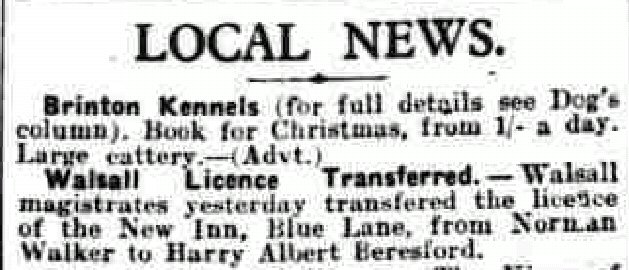 LOCAL NEWS.
Brinton Kennels (for full details see Dog's
column). Book for Christmas, from 1/- a day.
Large cattery.—(Advt.)
Walsall Licence Transferred. — Walsall
magistrates yesterday transfered the licence
of the New Inn, Blue Lane, from Norman
Walker to Harry Albert Beresford.